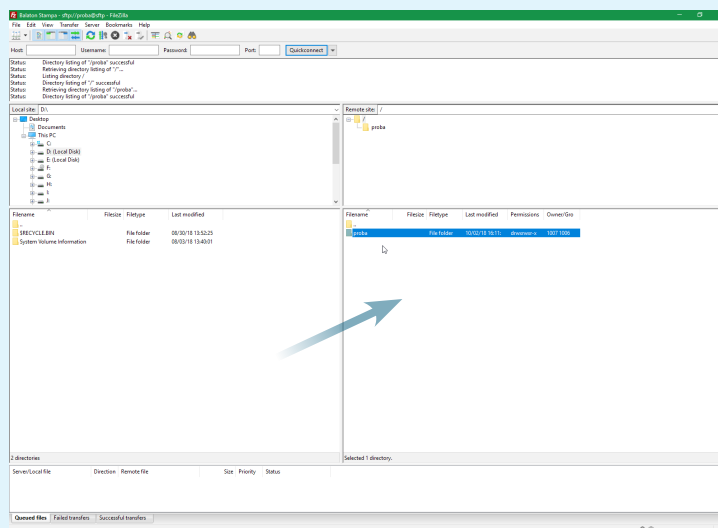 Balaton Stampa - sftp://proba@sftp - FileZilla
File Edit View Transfer Server Bookmarks Help
Host: Username: Password: Port: Quickconnect
Status: Directory listing of "/proba" successful
Status: Retrieving directory listing of "/"...
Status: Listing directory /
Status: Directory listing of "/" successful
Status: Retrieving directory listing of "/proba"...
Status: Directory listing of "/proba" successful
Local site: D:\
Remote site: /
Desktop
Documents
This PC
C:
D: (Local Disk)
E: (Local Disk)
F:
G:
H:
I:
J:
/
proba
Filename Filesize Filetype Last modified
..
$RECYCLE.BIN File folder 08/30/18 13:52:25
System Volume Information File folder 08/03/18 13:40:01
2 directories
Filename Filesize Filetype Last modified Permissions Owner/Gro
..
proba File folder 10/02/18 16:11: drwxrwxr-x 1007 1006
Selected 1 directory.
Server/Local file Direction Remote file Size Priority Status
Queued files Failed transfers Successful transfers